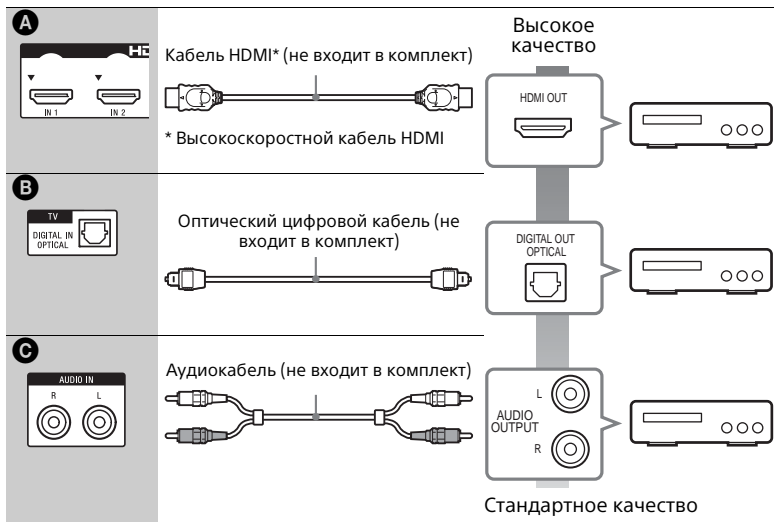 A
HD
IN 1
IN 2
Кабель HDMI* (не входит в комплект)
* Высокоскоростной кабель HDMI
Высокое
качество
HDMI OUT
B
TV
DIGITAL IN
OPTICAL
Оптический цифровой кабель (не
входит в комплект)
DIGITAL OUT
OPTICAL
C
AUDIO IN
R L
Аудиокабель (не входит в комплект)
L
AUDIO
OUTPUT
R
Стандартное качество